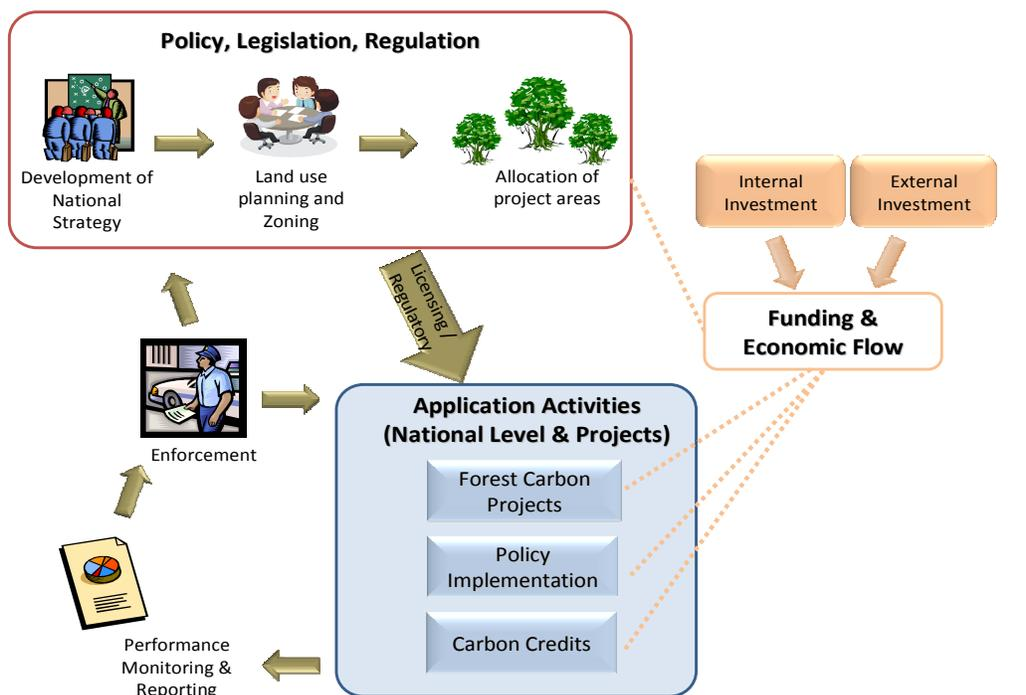 Policy, Legislation, Regulation
Development of
National
Strategy
Land use
planning and
Zoning
Allocation of
project areas
Internal
Investment
External
Investment
Licensing /
Regulatory
Funding &
Economic Flow
Enforcement
Application Activities
(National Level & Projects)
Forest Carbon
Projects
Policy
Implementation
Carbon Credits
Performance
Monitoring &
Reporting